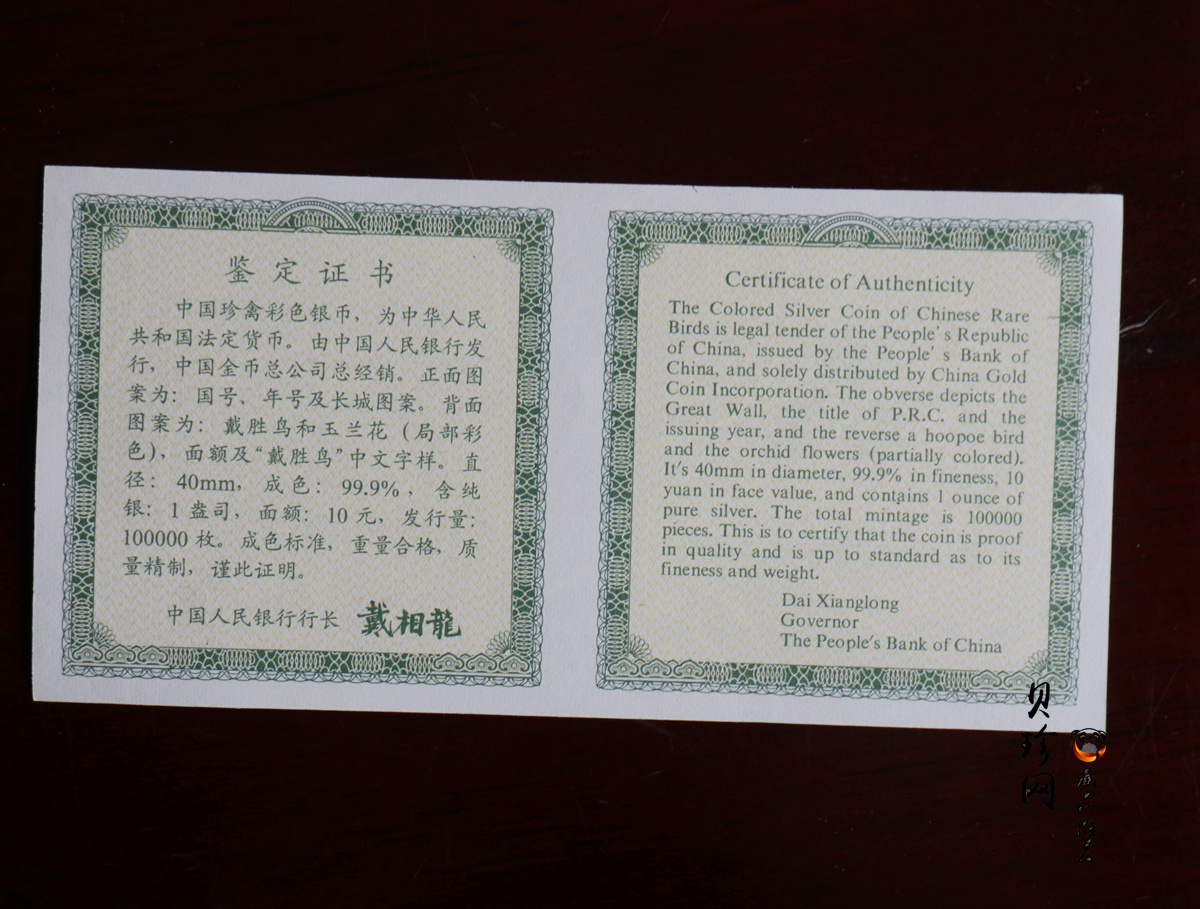 鉴定证书
中国珍禽彩色银币，为中华人民
共和国法定货币。由中国人民银行发
行，中国金币总公司总经销。正面图
案为：国号、年号及长城图案。背面
图案为：戴胜鸟和玉兰花（局部彩
色），面额及“戴胜鸟”中文字样。直
径：40mm，成色：99.9%，含纯
银：1盎司，面额：10元，发行量：
100000枚。成色标准，重量合格，质
量精制，谨此证明。
中国人民银行行长 戴相龍
Certificate of Authenticity
The Colored Silver Coin of Chinese Rare
Birds is legal tender of the People's Republic
of China, issued by the People's Bank of
China, and solely distributed by China Gold
Coin Incorporation. The obverse depicts the
Great Wall, the title of P.R.C. and the
issuing year, and the reverse a hoopoe bird
and the orchid flowers (partially colored).
It's 40mm in diameter, 99.9% in fineness, 10
yuan in face value, and contains 1 ounce of
pure silver. The total mintage is 100000
pieces. This is to certify that the coin is proof
in quality and is up to standard as to its
fineness and weight.
Dai Xianglong
Governor
The People's Bank of China
贝珍网